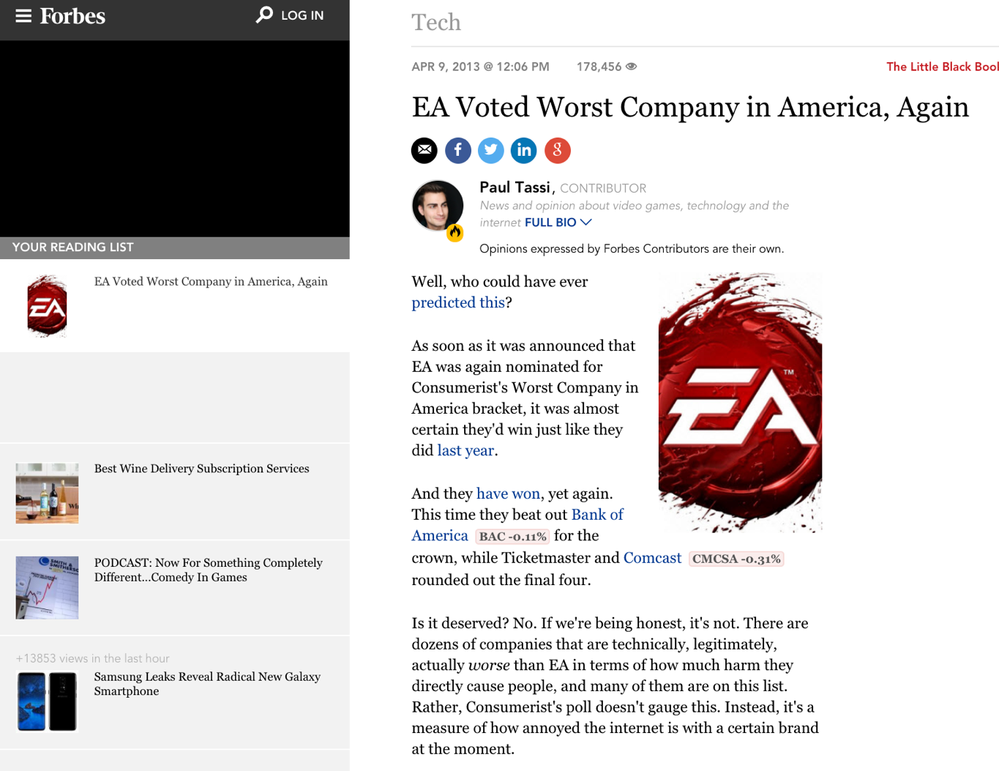 Forbes
LOG IN
YOUR READING LIST
EA
EA Voted Worst Company in America, Again
Best Wine Delivery Subscription Services
SMITH &
PODCAST: Now For Something Completely
Different...Comedy In Games
+13853 views in the last hour
Samsung Leaks Reveal Radical New Galaxy
Smartphone
Tech
APR 9, 2013 @ 12:06 PM 178,456
The Little Black Boo
EA Voted Worst Company in America, Again
f in g
Paul Tassi, CONTRIBUTOR
News and opinion about video games, technology and the
internet FULL BIO
Opinions expressed by Forbes Contributors are their own.
Well, who could have ever
predicted this?
As soon as it was announced that
EA was again nominated for
Consumerist's Worst Company in
America bracket, it was almost
certain they'd win just like they
did last year.
EA™
And they have won, yet again.
This time they beat out Bank of
America BAC -0.11% for the
crown, while Ticketmaster and Comcast CMCSA -0.31%
rounded out the final four.
Is it deserved? No. If we're being honest, it's not. There are
dozens of companies that are technically, legitimately,
actually worse than EA in terms of how much harm they
directly cause people, and many of them are on this list.
Rather, Consumerist's poll doesn't gauge this. Instead, it's a
measure of how annoyed the internet is with a certain brand
at the moment.